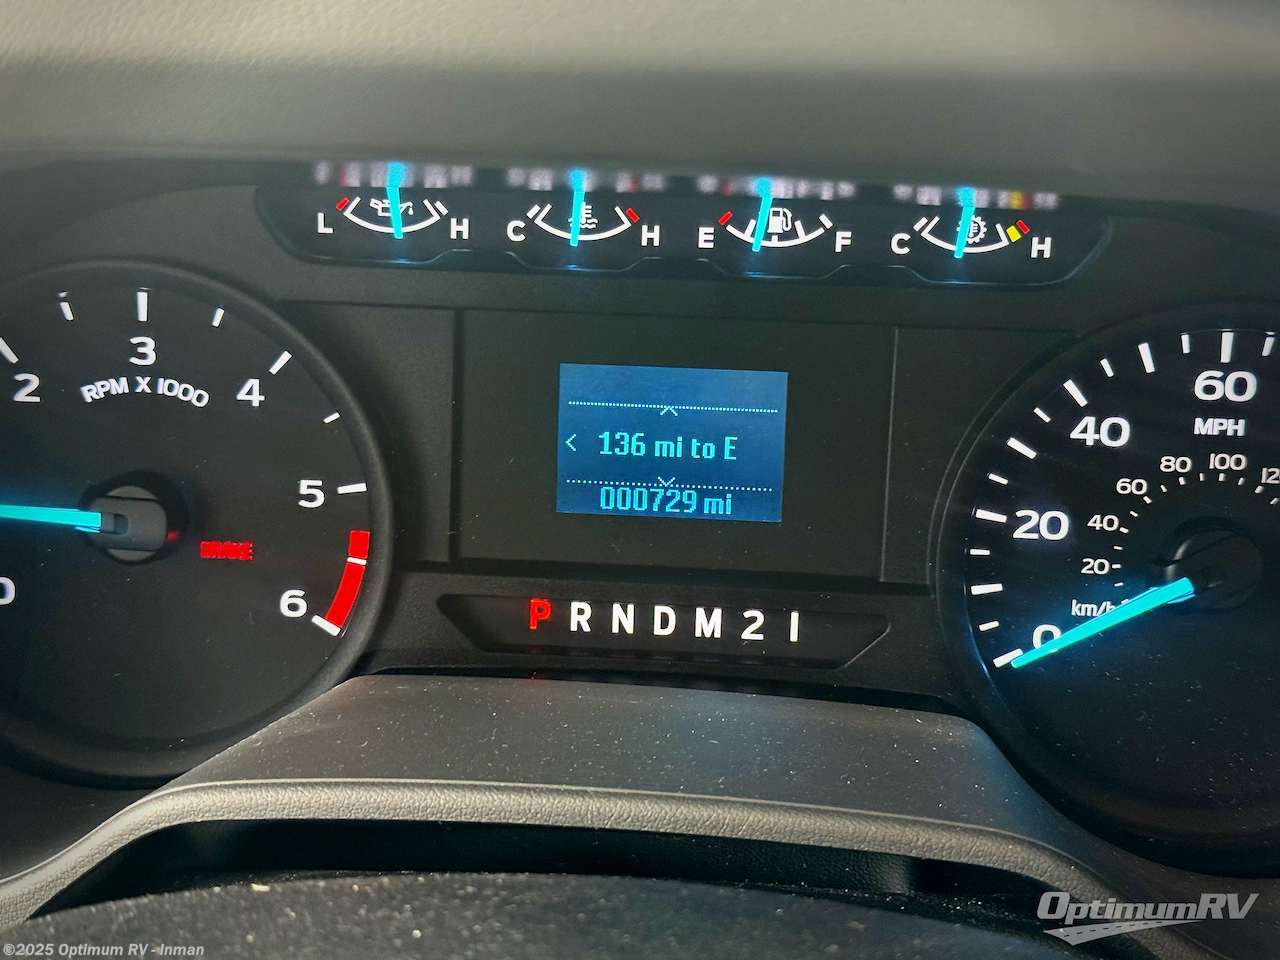 L H C H E F C H
2 3 4 5 6
RPM X 1000
0
BRAKE
136 mi to E
000729 mi
P R N D M 2 1
0 20 40 60
MPH
20 40 60 80 100
km/h
OptimumRV
©2025 Optimum RV - Inman